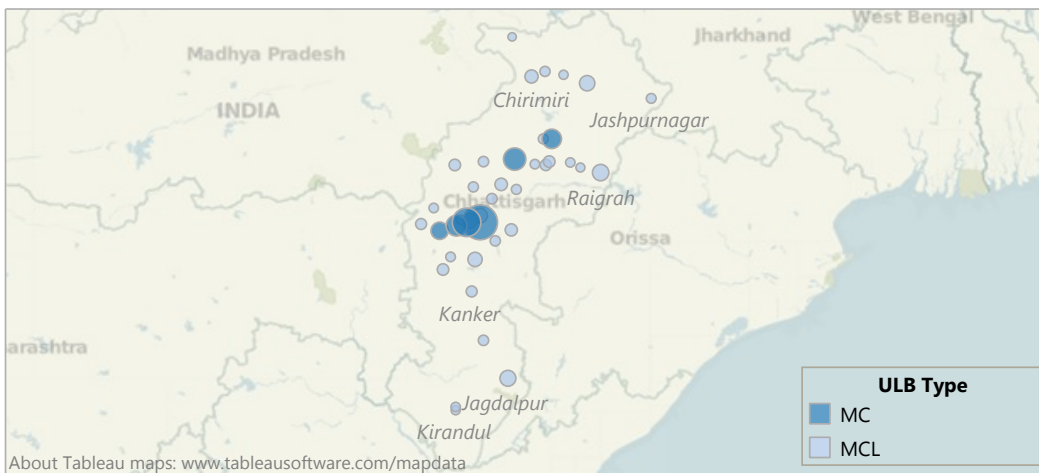 West Bengal
Jharkhand
Madhya Pradesh
INDIA
Chirimiri
Jashpurnagar
Chhattisgarh
Raigrah
Orissa
Kanker
arashtra
Jagdalpur
Kirandul
ULB Type
MC
MCL
About Tableau maps: www.tableausoftware.com/mapdata